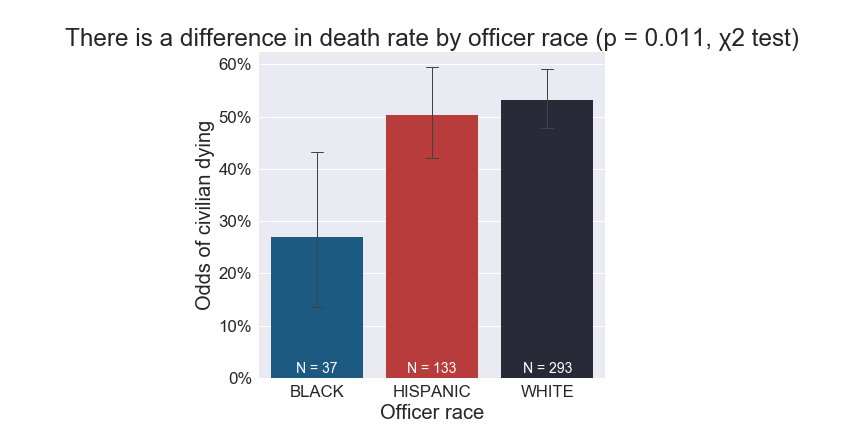 There is a difference in death rate by officer race (p = 0.011, χ2 test)
Odds of civilian dying
60%
50%
40%
30%
20%
10%
0%
N = 37
N = 133
N = 293
BLACK
HISPANIC
WHITE
Officer race